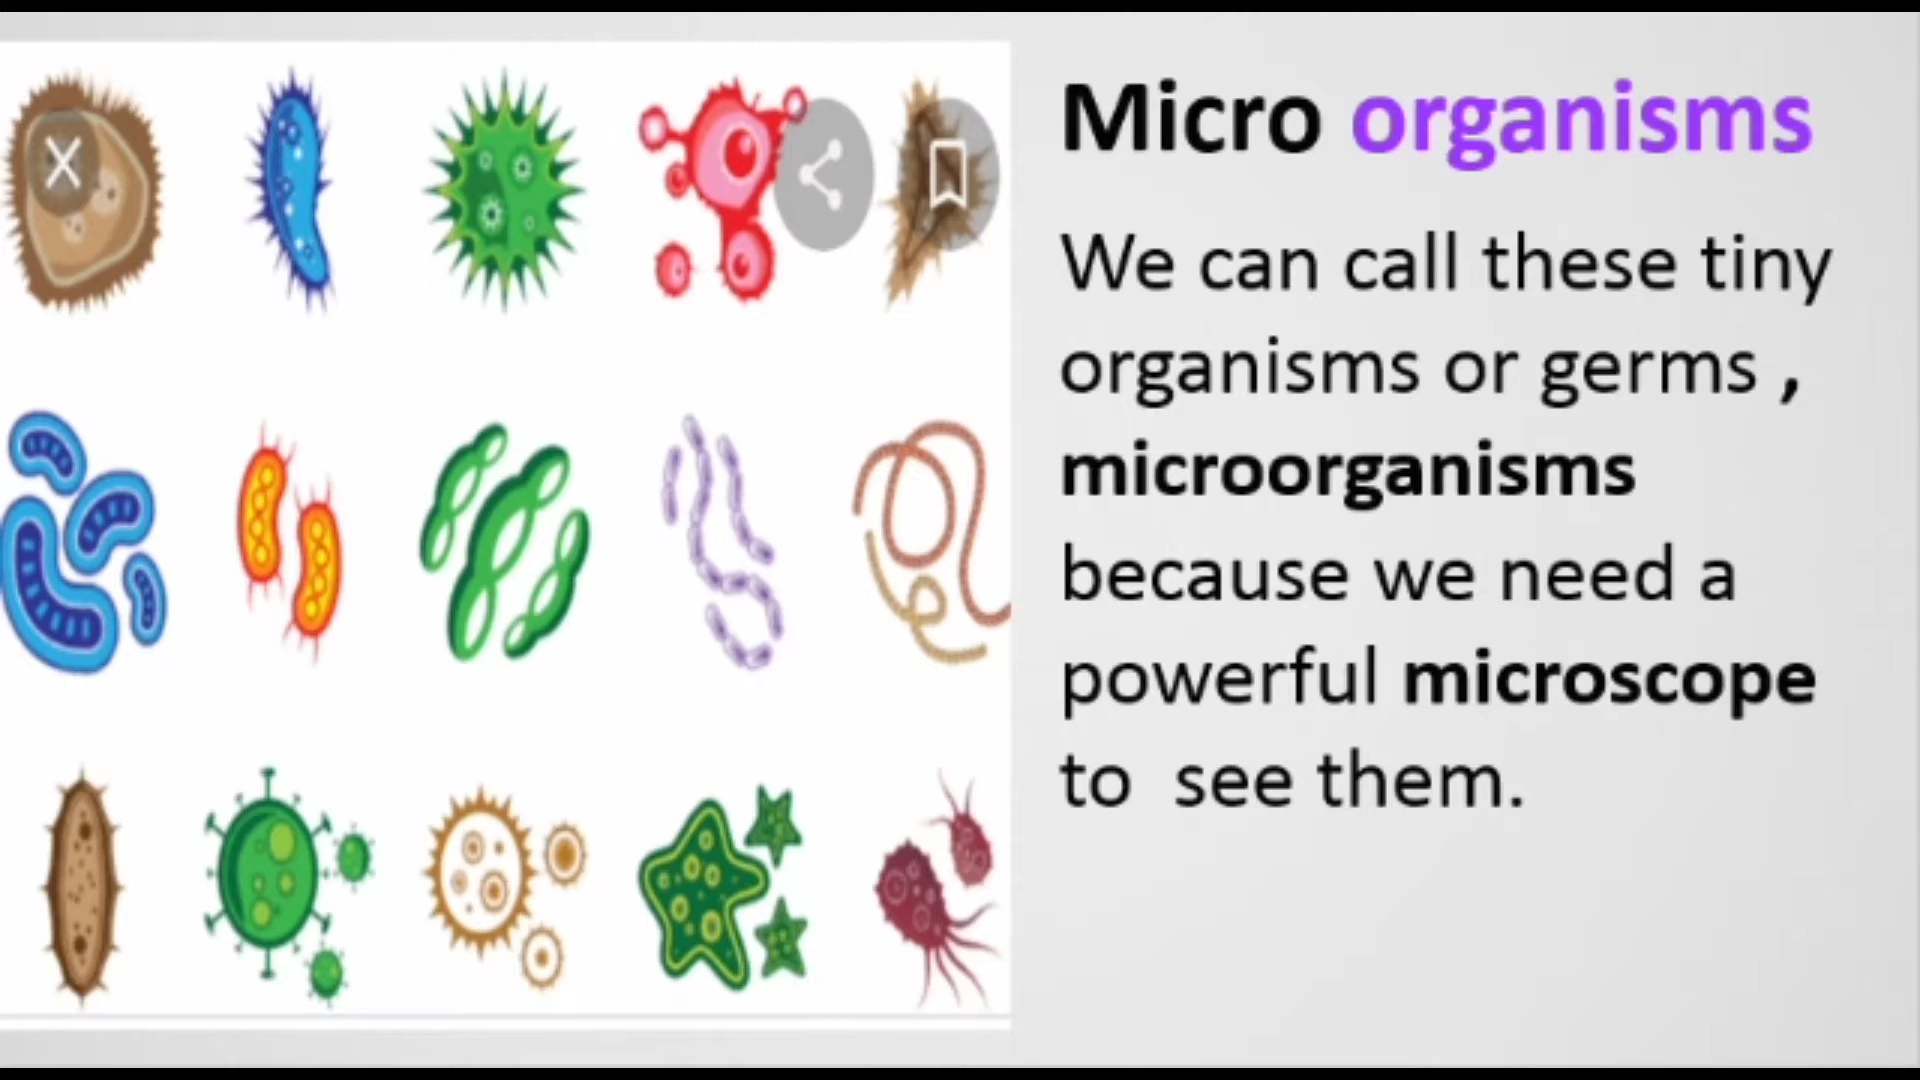 Micro organisms
We can call these tiny
organisms or germs ,
microorganisms
because we need a
powerful microscope
to  see them.